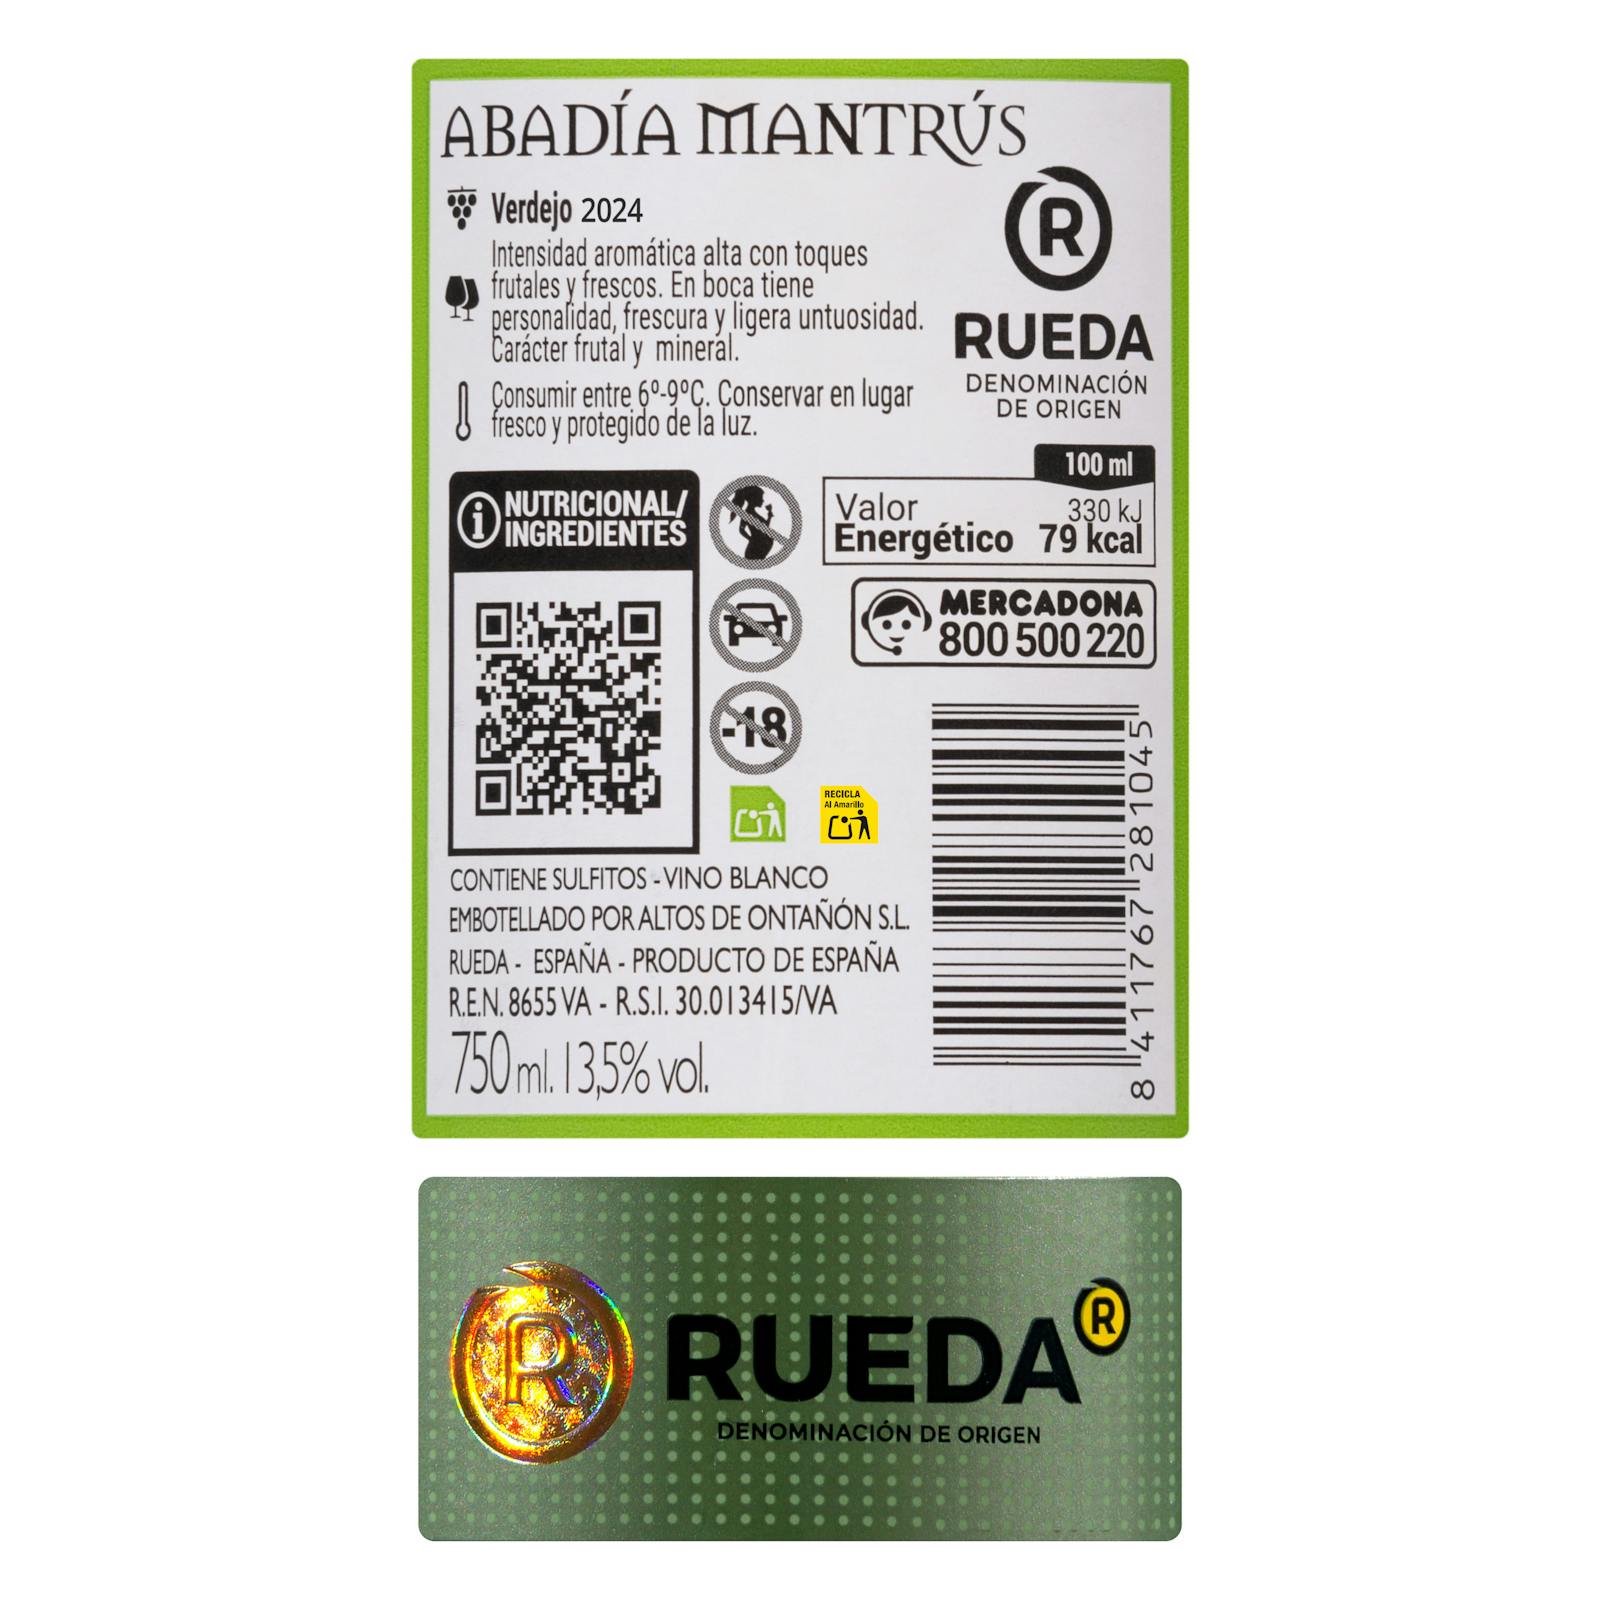 ABADÍA MANTRÚS
Verdejo 2024
Intensidad aromática alta con toques
frutales y frescos. En boca tiene
personalidad, frescura y ligera untuosidad.
Carácter frutal y mineral.
Consumir entre 6º-9ºC. Conservar en lugar
fresco y protegido de la luz.
R
RUEDA
DENOMINACIÓN
DE ORIGEN
i NUTRICIONAL/
INGREDIENTES
-18
100 ml
Valor 330 kJ
Energético 79 kcal
MERCADONA
800 500 220
RECICLA
Al Amarillo
CONTIENE SULFITOS - VINO BLANCO
EMBOTELLADO POR ALTOS DE ONTAÑÓN S.L.
RUEDA - ESPAÑA - PRODUCTO DE ESPAÑA
R.E.N. 8655 VA - R.S.I. 30.013415/VA
750 ml. 13,5% vol.
8 411767 281045
R
RUEDA R
DENOMINACIÓN DE ORIGEN